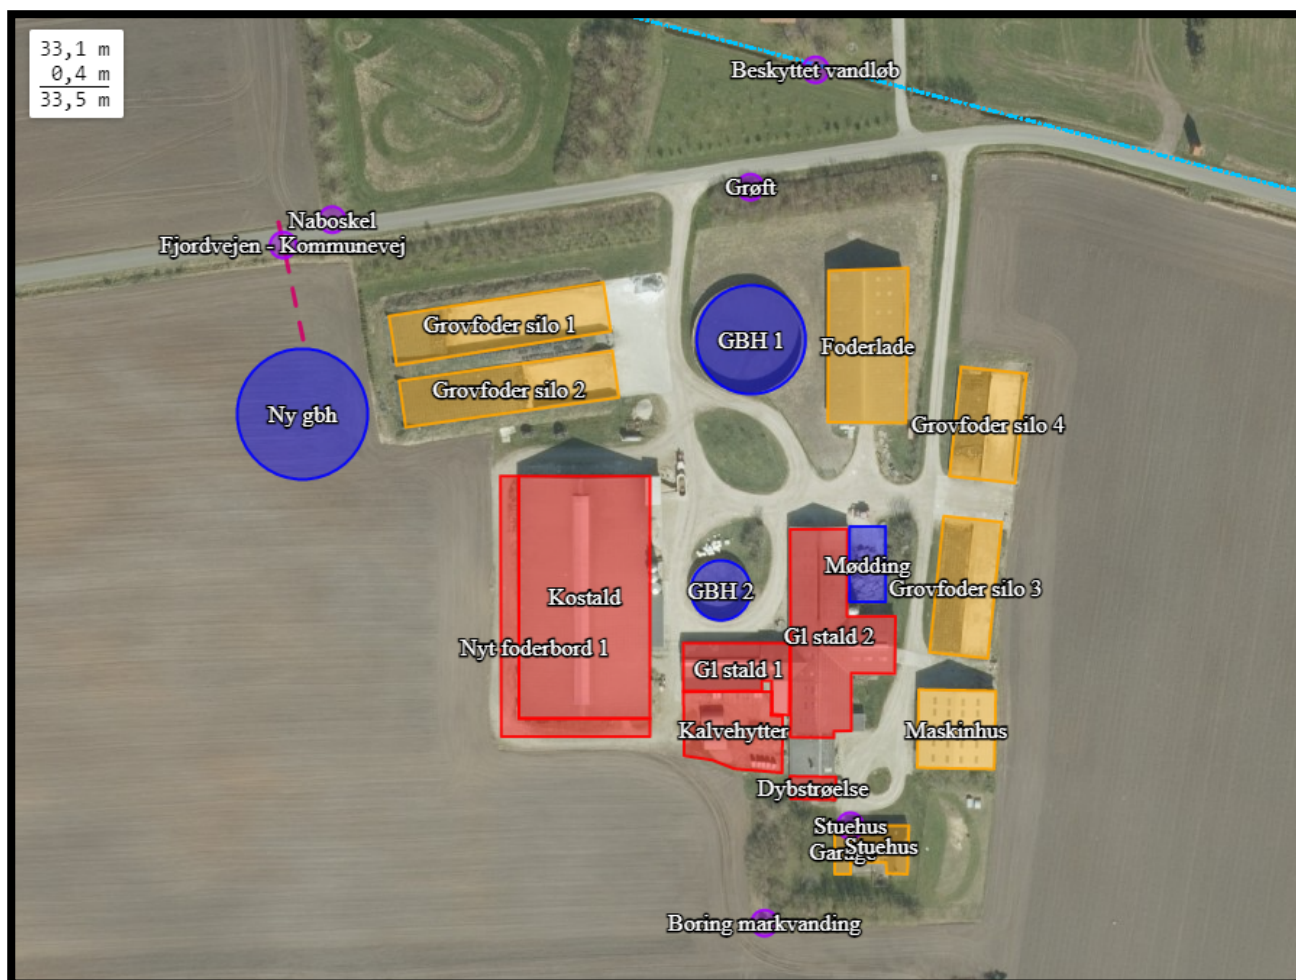 33,1 m
0,4 m
33,5 m
Beskyttet vandløb
Grøft
Naboskel
Fjordvejen - Kommunevej
Grovfoder silo 1
GBH 1
Foderlade
Grovfoder silo 2
Ny gbh
Grovfoder silo 4
Mødding
GBH 2
Grovfoder silo 3
Kostald
Gl stald 2
Nyt foderbord 1
Gl stald 1
Kalvehytter
Maskinhus
Dybstrøelse
Stuehus
Stuehus
Garage
Boring markvanding